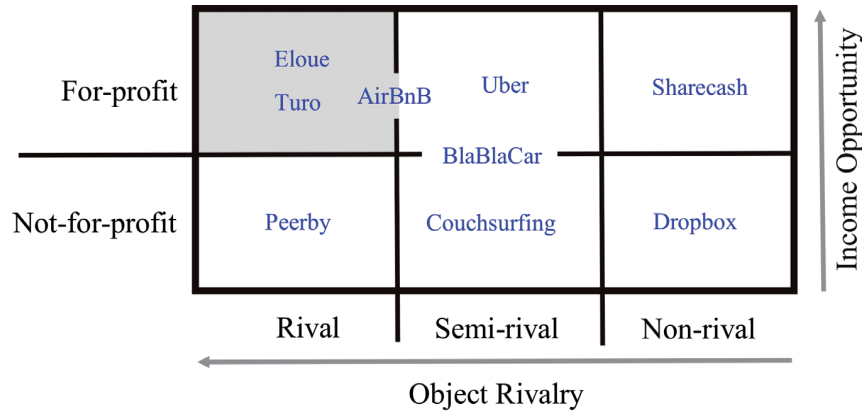 Eloue
For-profit
Turo
AirBnB
Uber
Sharecash
BlaBlaCar
Not-for-profit
Peerby
Couchsurfing
Dropbox
Rival
Semi-rival
Non-rival
Object Rivalry
Income Opportunity